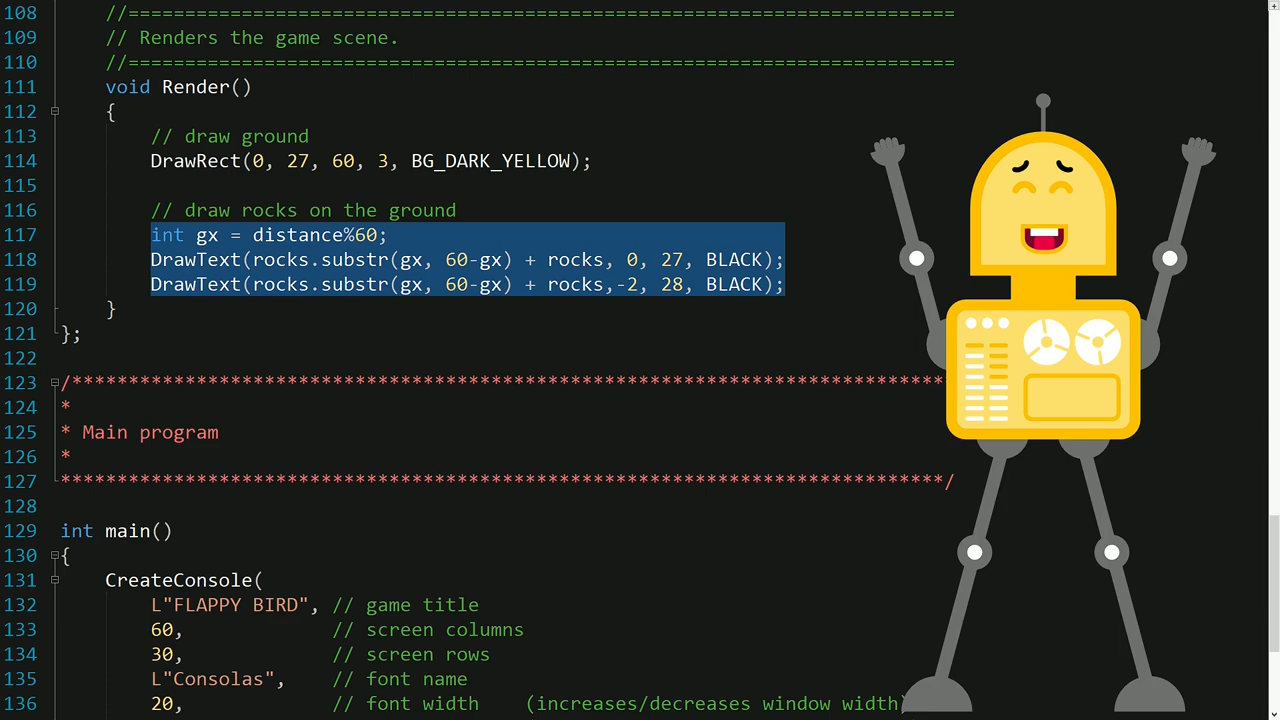 108 //=========================================================================
109 // Renders the game scene.
110 //=========================================================================
111 void Render()
112 {
113 // draw ground
114 DrawRect(0, 27, 60, 3, BG_DARK_YELLOW);
115
116 // draw rocks on the ground
117 int gx = distance%60;
118 DrawText(rocks.substr(gx, 60-gx) + rocks, 0, 27, BLACK);
119 DrawText(rocks.substr(gx, 60-gx) + rocks,-2, 28, BLACK);
120 }
121 };
122
123 /******************************************************************************
124 *
125 * Main program
126 *
127 ******************************************************************************/
128
129 int main()
130 {
131 CreateConsole(
132 L"FLAPPY BIRD", // game title
133 60, // screen columns
134 30, // screen rows
135 L"Consolas", // font name
136 20, // font width (increases/decreases window width)